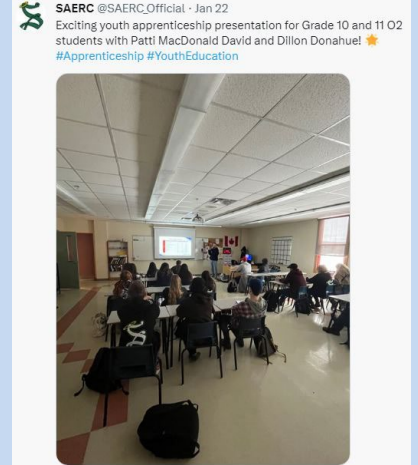 SAERC @SAERC_Official · Jan 22
Exciting youth apprenticeship presentation for Grade 10 and 11 O2
students with Patti MacDonald David and Dillon Donahue! 🌟
#Apprenticeship #YouthEducation